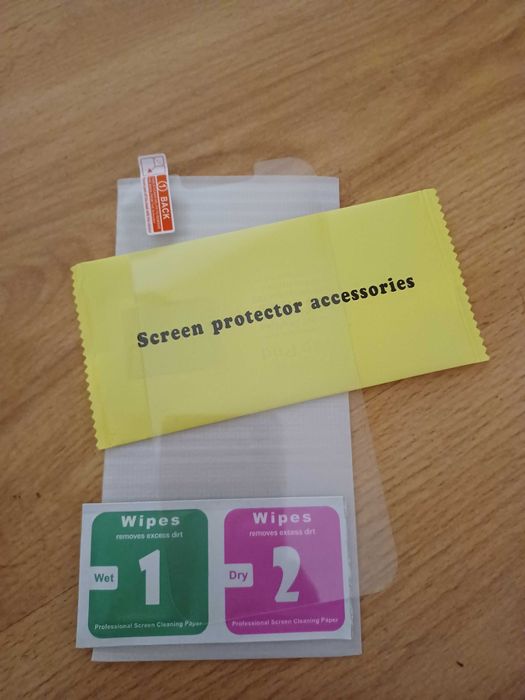 (1) BACK
Screen protector accessories
Wipes
removes excess dirt
Wet
1
Professional Screen Cleaning Paper
Wipes
removes excess dirt
Dry
2
Professional Screen Cleaning Paper